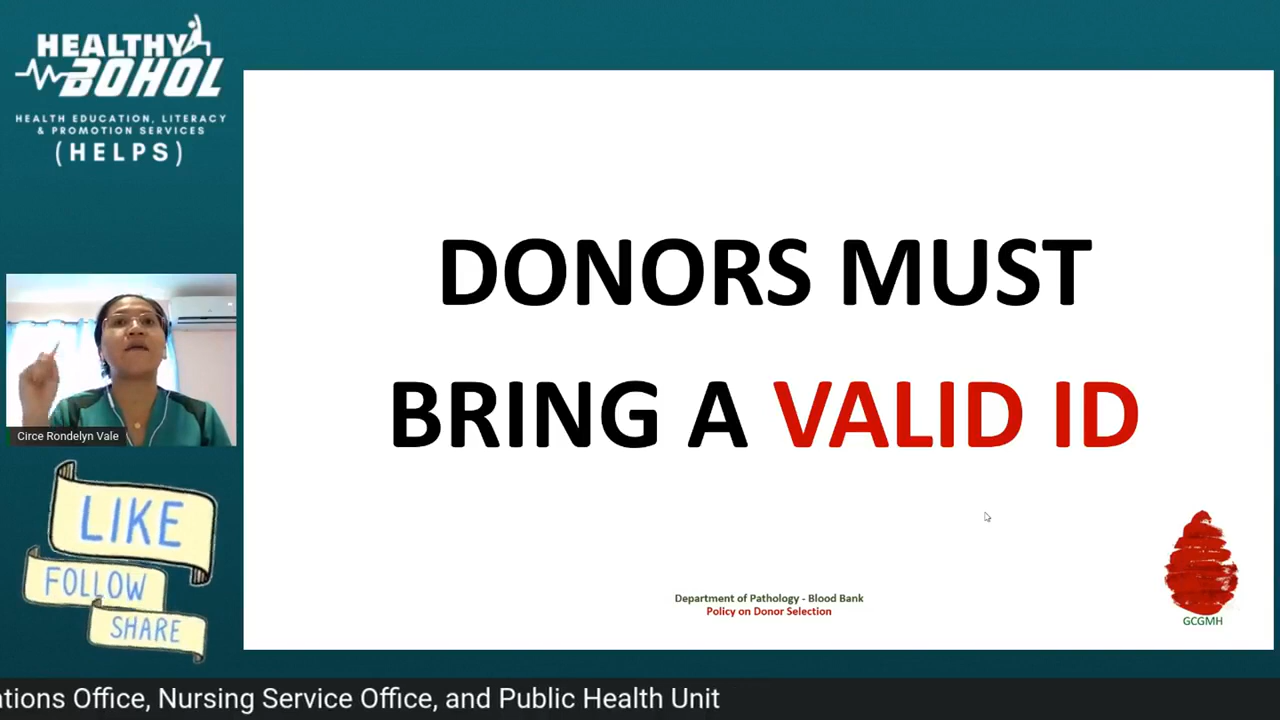 HEALTHY
BOHOL
HEALTH EDUCATION, LITERACY
& PROMOTION SERVICES
(HELPS)
DONORS MUST
BRING A VALID ID
Circe Rondelyn Vale
LIKE
FOLLOW
SHARE
Department of Pathology - Blood Bank
Policy on Donor Selection
GCGMH
Office, Nursing Service Office, and Public Health Unit